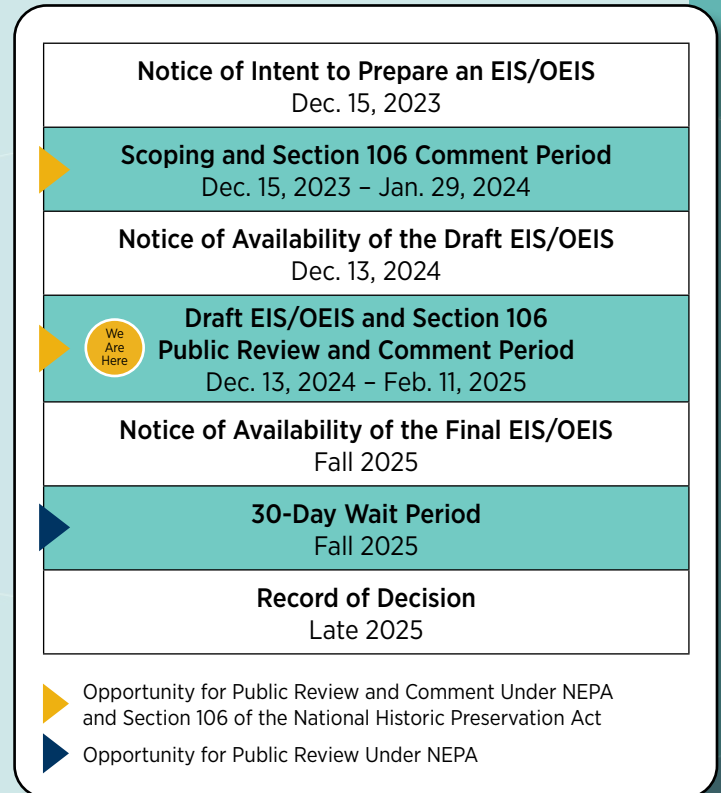 Notice of Intent to Prepare an EIS/OEIS
Dec. 15, 2023
Scoping and Section 106 Comment Period
Dec. 15, 2023 – Jan. 29, 2024
Notice of Availability of the Draft EIS/OEIS
Dec. 13, 2024
We
Are
Here
Draft EIS/OEIS and Section 106
Public Review and Comment Period
Dec. 13, 2024 – Feb. 11, 2025
Notice of Availability of the Final EIS/OEIS
Fall 2025
30-Day Wait Period
Fall 2025
Record of Decision
Late 2025
Opportunity for Public Review and Comment Under NEPA
and Section 106 of the National Historic Preservation Act
Opportunity for Public Review Under NEPA